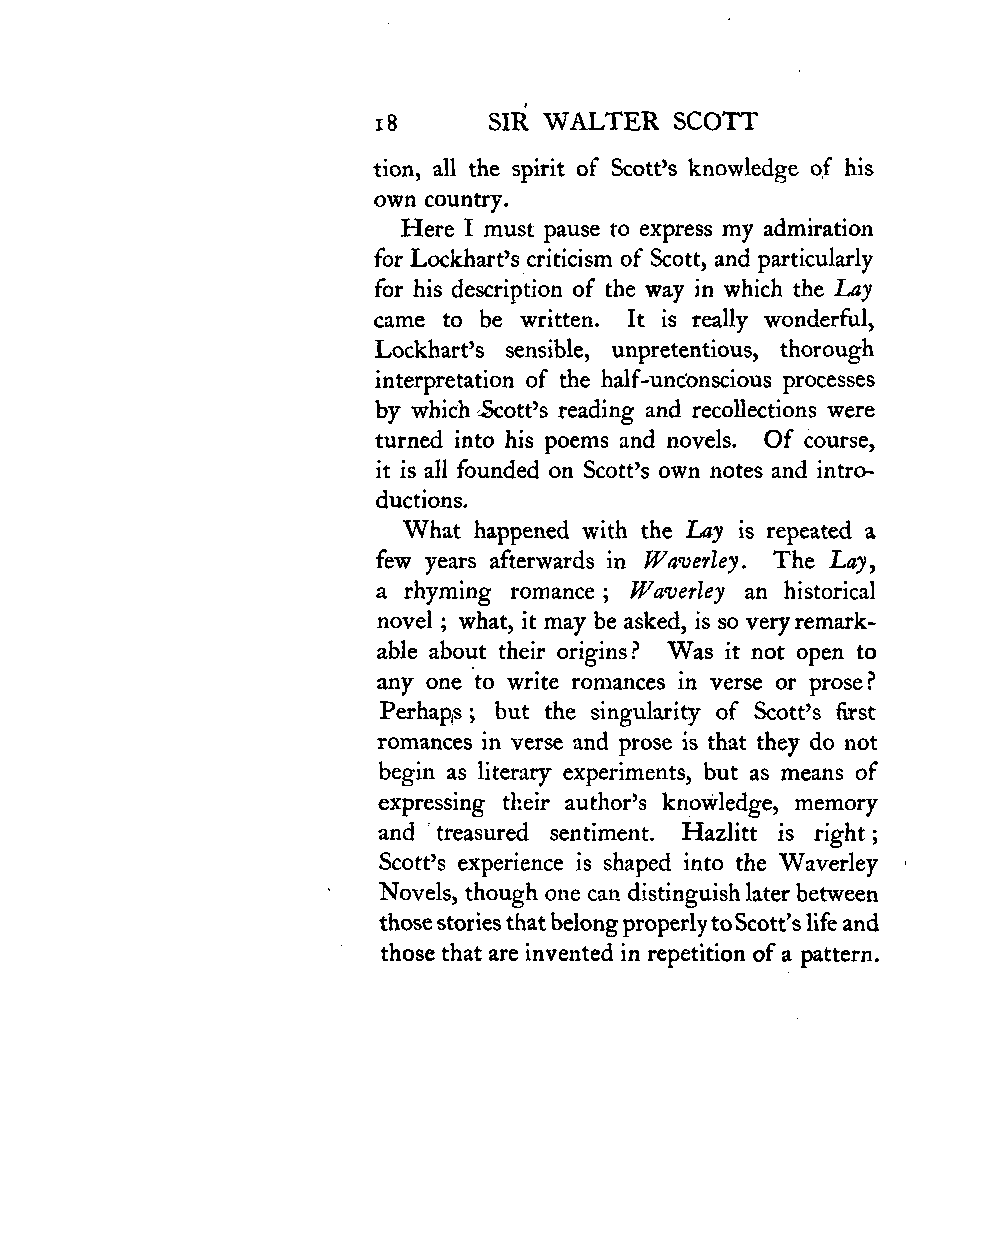 18 SIR WALTER SCOTT
tion, all the spirit of Scott's knowledge of his
own country.
Here I must pause to express my admiration
for Lockhart's criticism of Scott, and particularly
for his description of the way in which the Lay
came to be written. It is really wonderful,
Lockhart's sensible, unpretentious, thorough
interpretation of the half-unconscious processes
by which Scott's reading and recollections were
turned into his poems and novels. Of course,
it is all founded on Scott's own notes and intro-
ductions.
What happened with the Lay is repeated a
few years afterwards in Waverley. The Lay,
a rhyming romance ; Waverley an historical
novel ; what, it may be asked, is so very remark-
able about their origins? Was it not open to
any one to write romances in verse or prose?
Perhaps ; but the singularity of Scott's first
romances in verse and prose is that they do not
begin as literary experiments, but as means of
expressing their author's knowledge, memory
and treasured sentiment. Hazlitt is right ;
Scott's experience is shaped into the Waverley
Novels, though one can distinguish later between
those stories that belong properly to Scott's life and
those that are invented in repetition of a pattern.